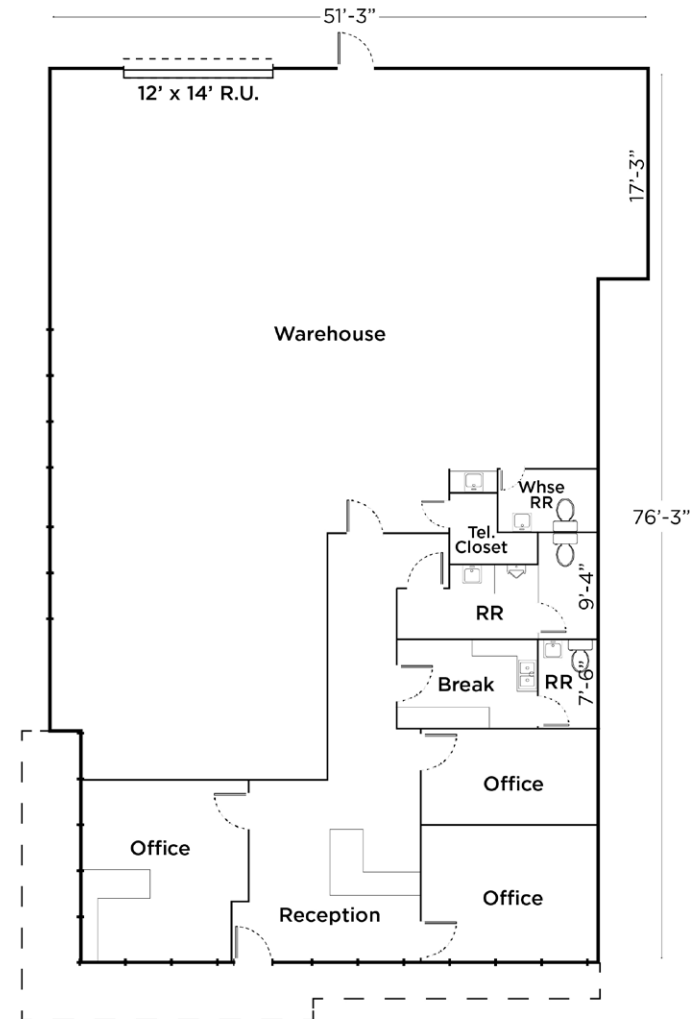 51’-3”
12’ x 14’ R.U.
17’-3”
Warehouse
Whse
RR
76’-3”
Tel.
Closet
9’-4”
RR
Break
RR
7’-6”
Office
Office
Office
Reception